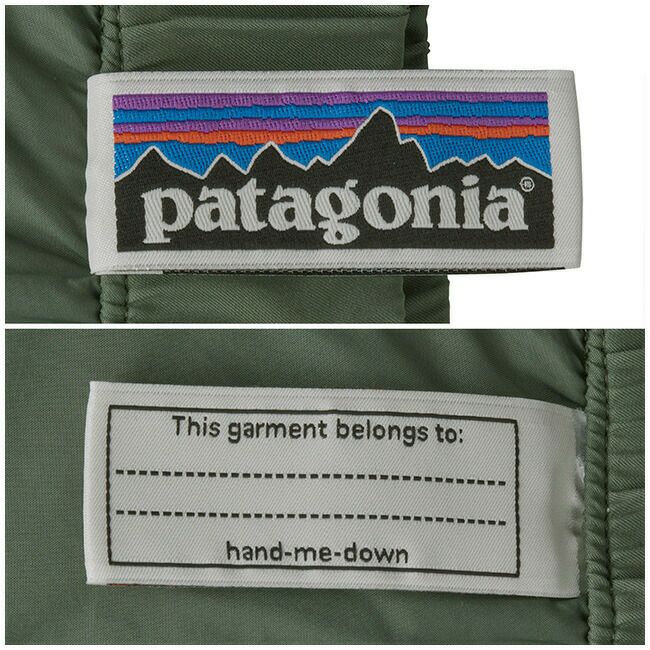 patagonia®
This garment belongs to:
hand-me-down